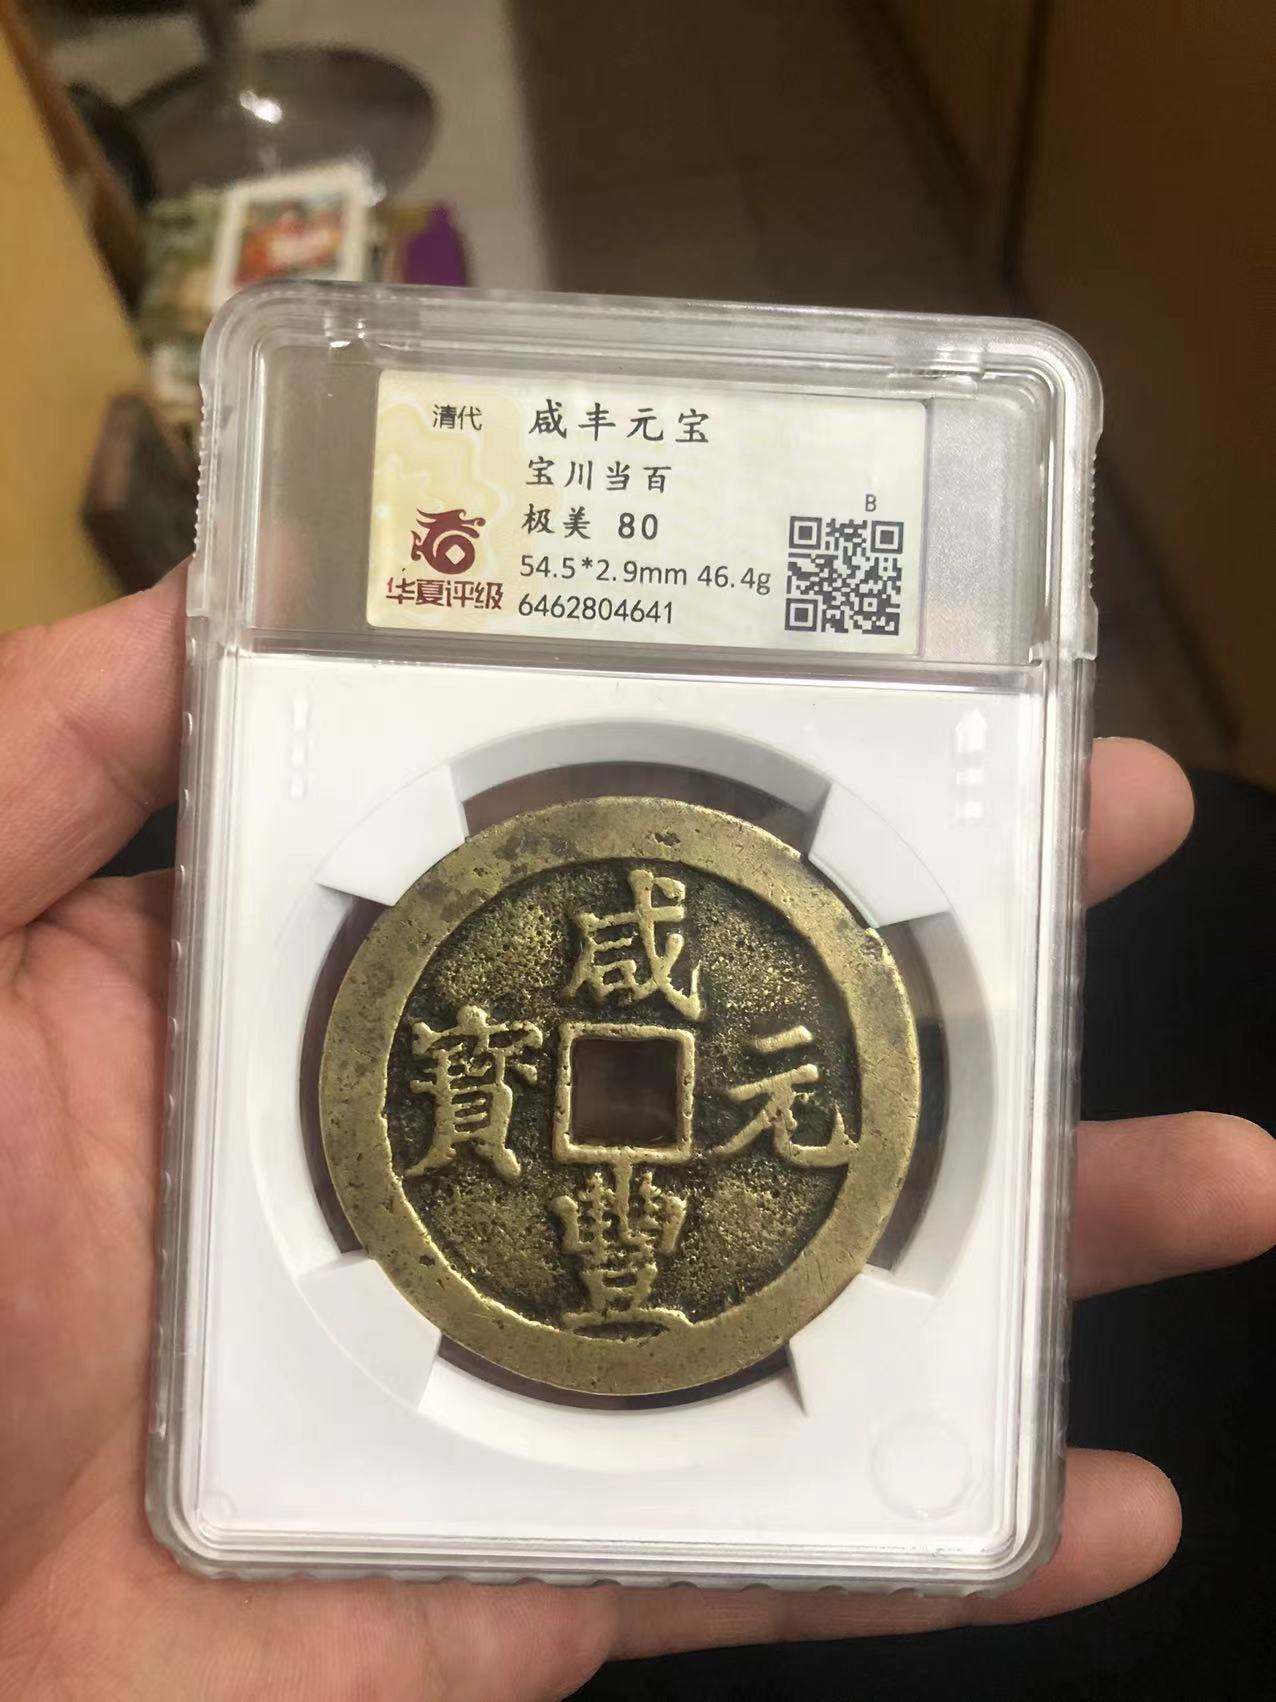 清代
咸丰元宝
宝川当百
极美 80
54.5*2.9mm 46.4g
6462804641
华夏评级
B
咸
元
寶
豐